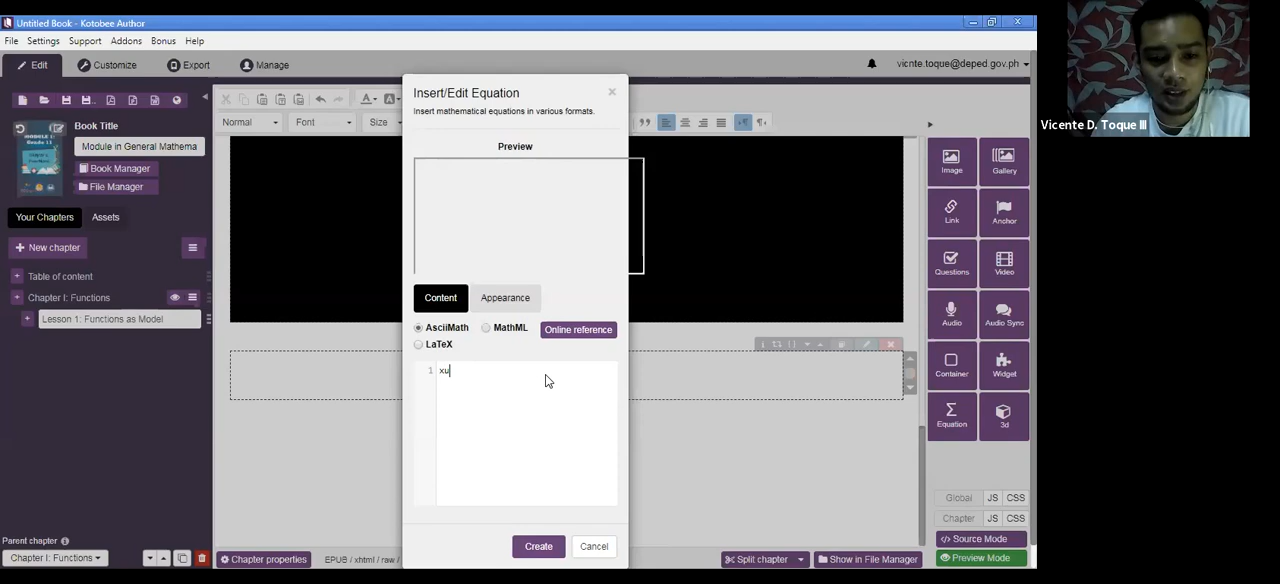 Untitled Book - Kotobee Author
File Settings Support Addons Bonus Help
Edit Customize Export Manage vicnte.toque@deped.gov.ph
Book Title
Module in General Mathema
Book Manager
File Manager
Your Chapters Assets
New chapter
Table of content
Chapter I: Functions
Lesson 1: Functions as Model
Parent chapter
Chapter I: Functions
Normal Font Size
Insert/Edit Equation
Insert mathematical equations in various formats.
Preview
Content Appearance
AsciiMath MathML Online reference
LaTeX
1 xu
Create Cancel
Chapter properties EPUB / xhtml / raw / Split chapter Show in File Manager
Image Gallery
Link Anchor
Questions Video
Audio Audio Sync
Container Widget
Equation 3d
Global JS CSS
Chapter JS CSS
Source Mode
Preview Mode
Vicente D. Toque III